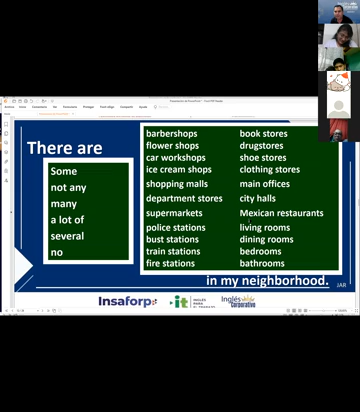 There are
Some
not any
many
a lot of
several
no
barbershops
flower shops
car workshops
ice cream shops
shopping malls
department stores
supermarkets
police stations
bust stations
train stations
fire stations
book stores
drugstores
shoe stores
clothing stores
main offices
city halls
Mexican restaurants
living rooms
dining rooms
bedrooms
bathrooms
in my neighborhood.
JAR
Insaforp
it
Inglés
Corporativo